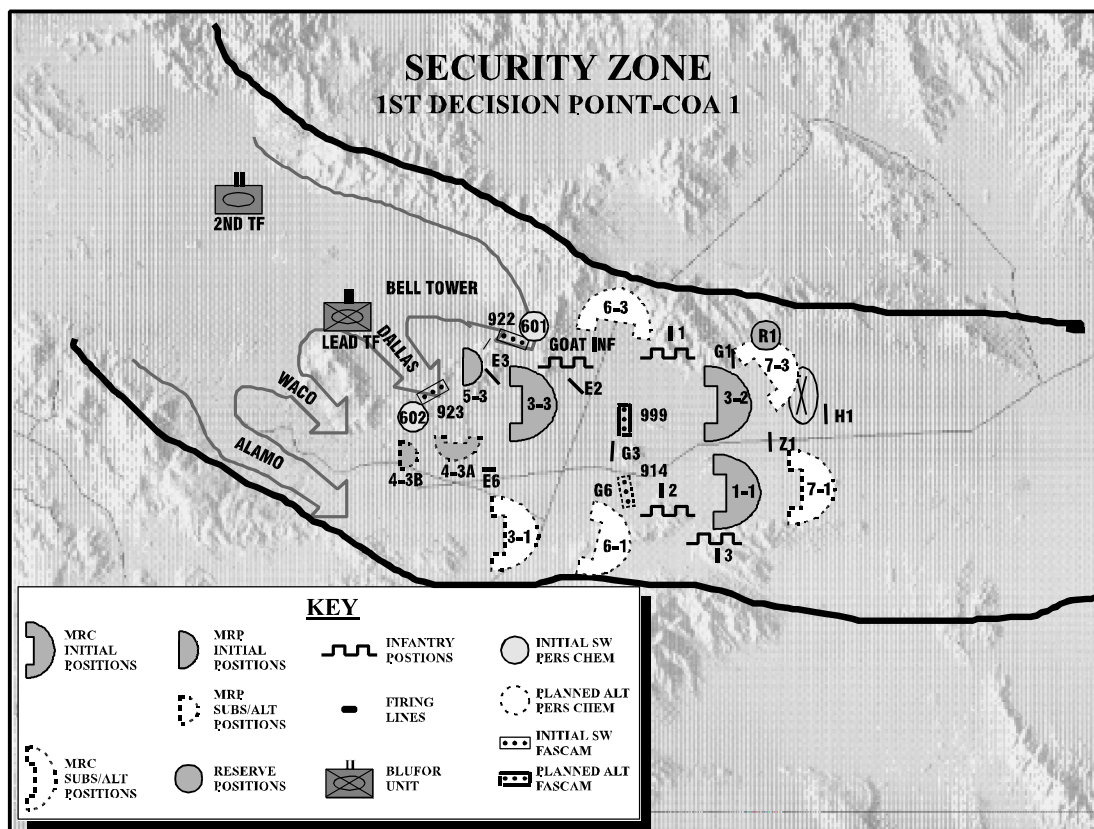 SECURITY ZONE
1ST DECISION POINT-COA 1
2ND TF
BELL TOWER
6-3
922
601
I 1
R1
LEAD TF
DALLAS
GOAT INF
G1
7-3
E3
5-3
E2
WACO
923
3-3
999
3-2
H1
602
ALAMO
G3
Z1
4-3B
4-3A
E6
914
G6
I 2
1-1
7-1
3-1
6-1
I 3
KEY
MRC
INITIAL
POSITIONS
MRP
INITIAL
POSITIONS
INFANTRY
POSTIONS
INITIAL SW
PERS CHEM
MRP
SUBS/ALT
POSITIONS
FIRING
LINES
PLANNED ALT
PERS CHEM
INITIAL SW
FASCAM
MRC
SUBS/ALT
POSITIONS
RESERVE
POSITIONS
BLUFOR
UNIT
PLANNED ALT
FASCAM